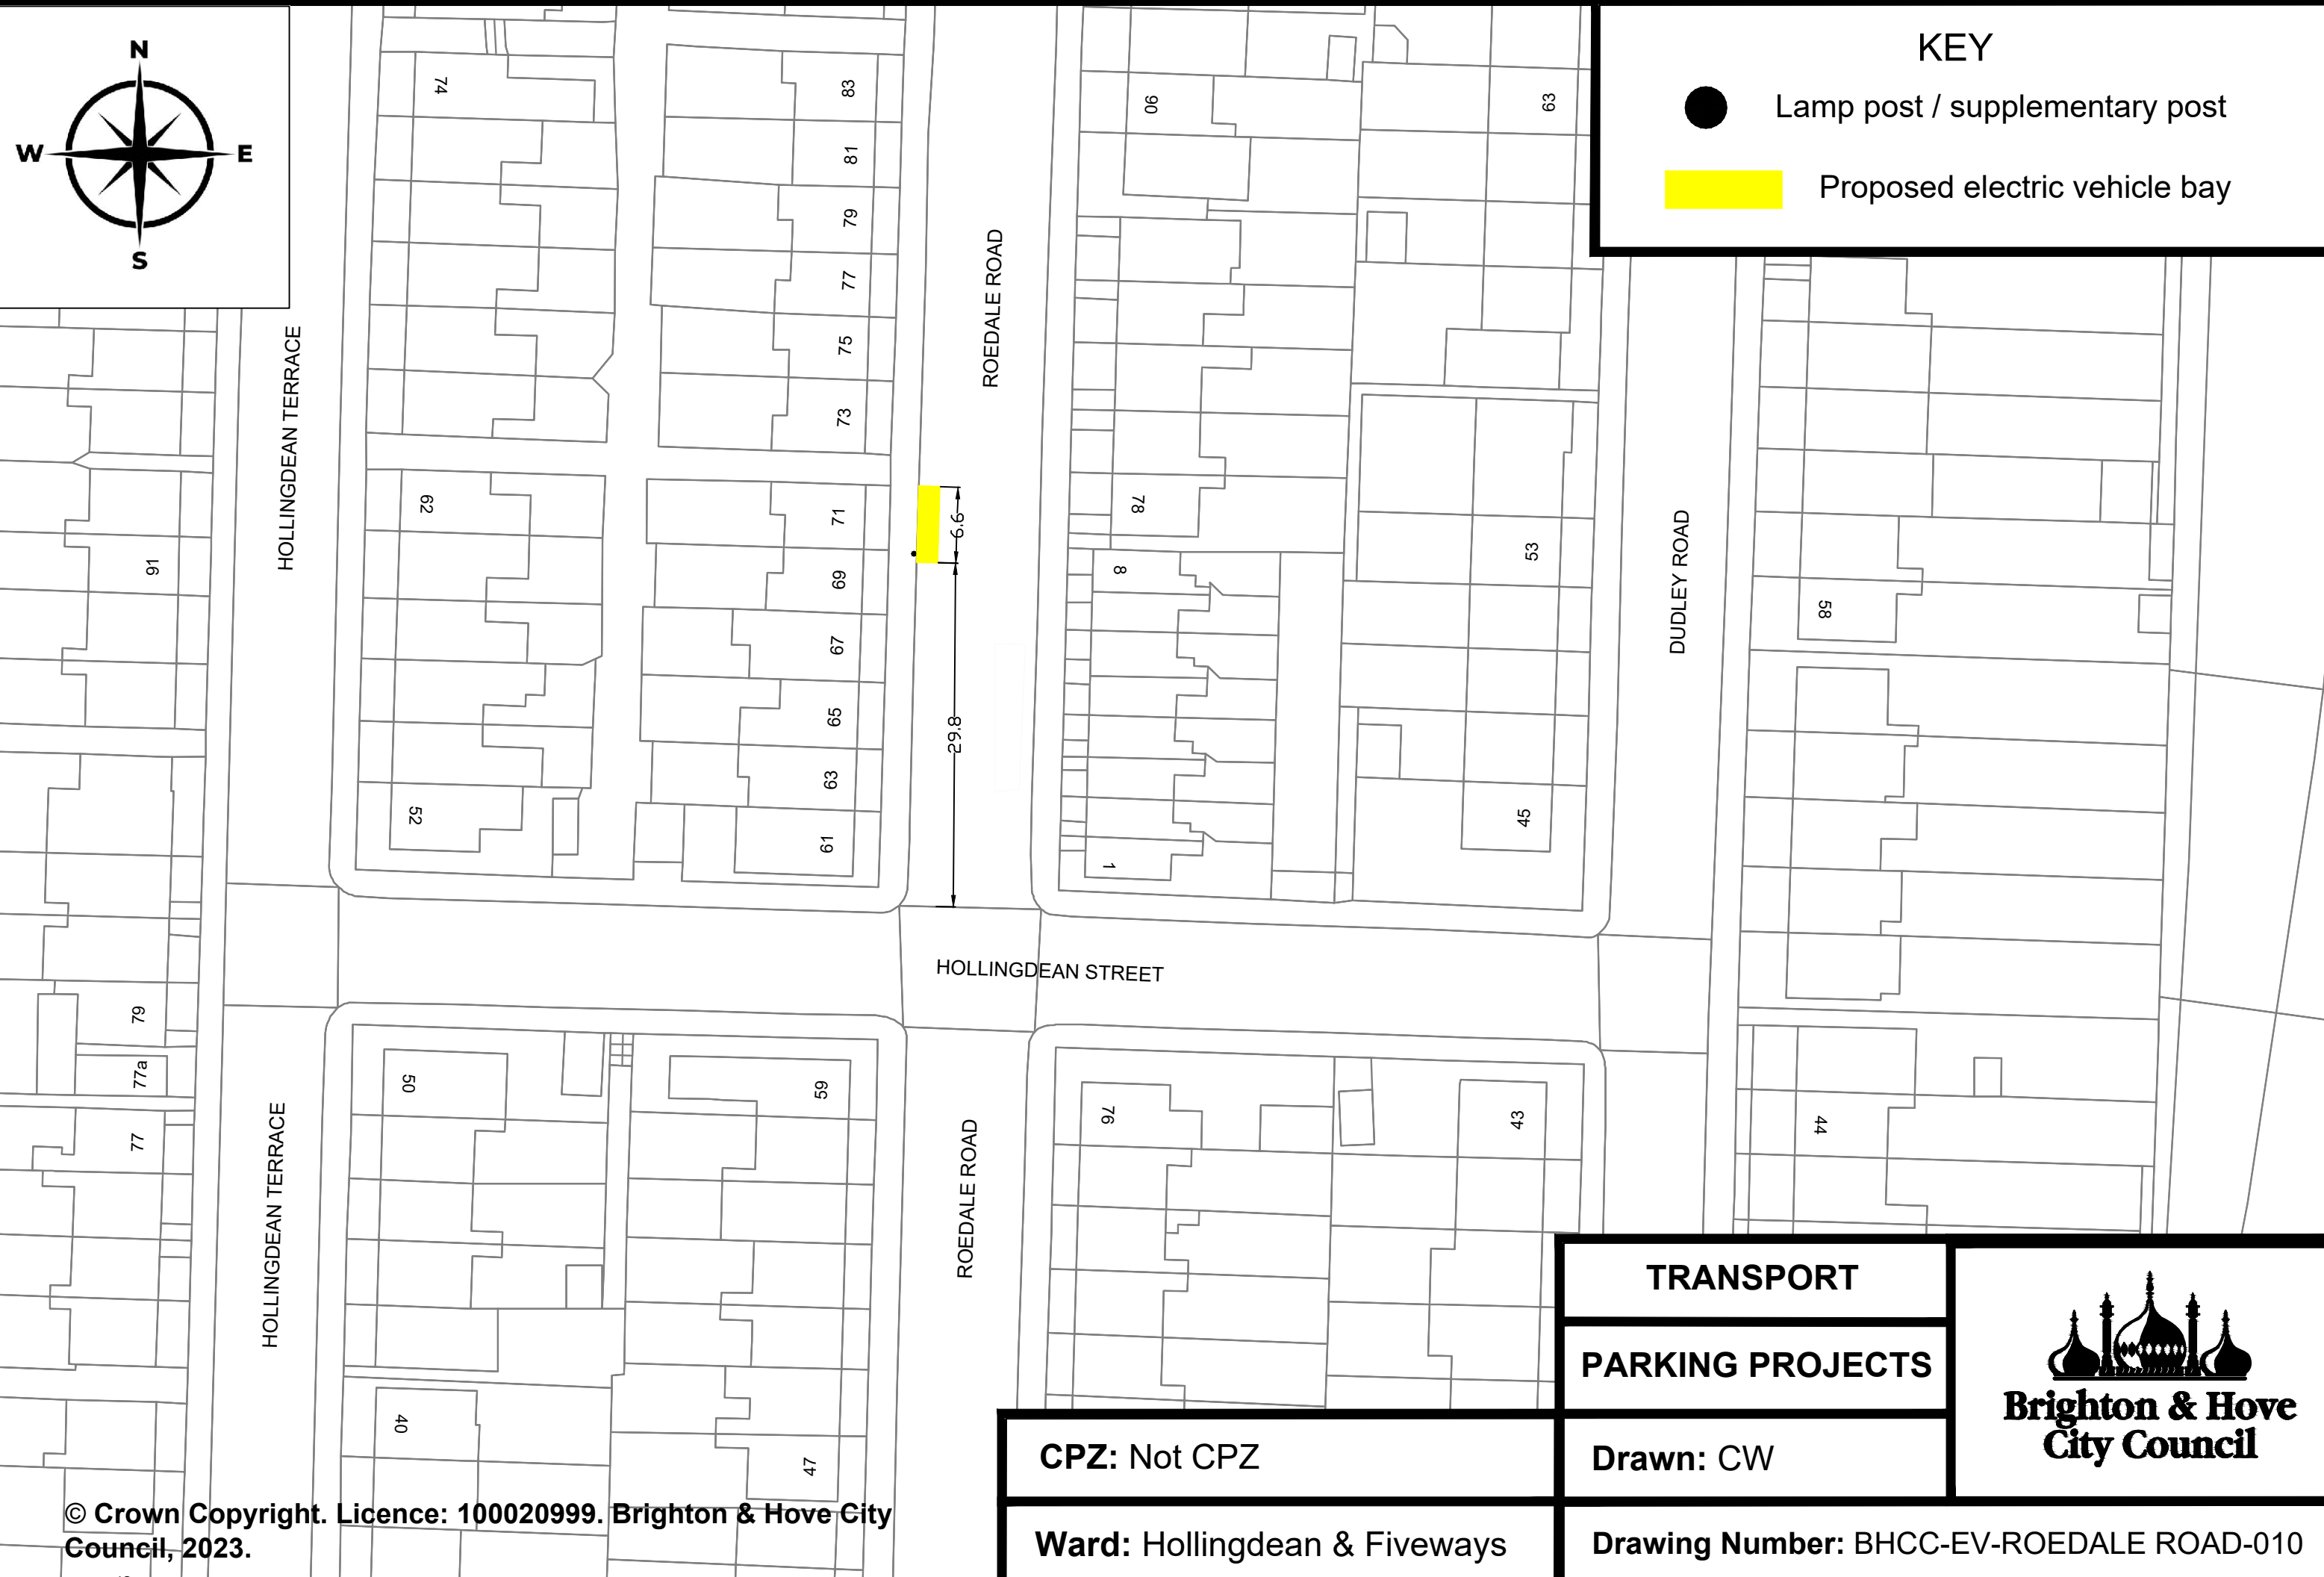 N
W
E
S
KEY
Lamp post / supplementary post
Proposed electric vehicle bay
HOLLINGDEAN TERRACE
ROEDALE ROAD
DUDLEY ROAD
74
62
52
91
83
81
79
77
75
73
71
69
67
65
63
61
90
78
8
1
63
53
45
58
6.6
29.8
HOLLINGDEAN STREET
79
77a
77
50
40
59
47
76
43
44
HOLLINGDEAN TERRACE
ROEDALE ROAD
TRANSPORT
PARKING PROJECTS
CPZ: Not CPZ
Drawn: CW
Ward: Hollingdean & Fiveways
Drawing Number: BHCC-EV-ROEDALE ROAD-010
Brighton & Hove
City Council
© Crown Copyright. Licence: 100020999. Brighton & Hove City
Council, 2023.